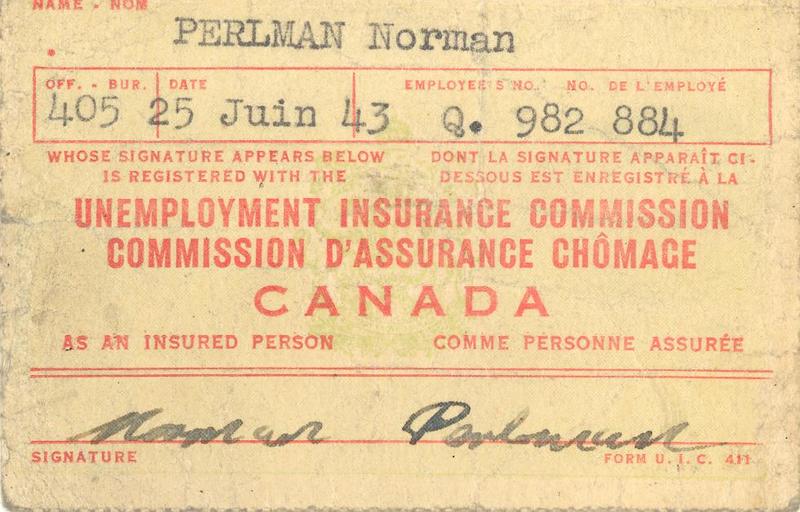 NAME - NOM
PERLMAN Norman
OFF. - BUR. DATE EMPLOYEE'S NO. NO. DE L'EMPLOYÉ
405 25 Juin 43 Q. 982 884
WHOSE SIGNATURE APPEARS BELOW DONT LA SIGNATURE APPARAÎT CI-
IS REGISTERED WITH THE DESSOUS EST ENREGISTRÉ À LA
UNEMPLOYMENT INSURANCE COMMISSION
COMMISSION D'ASSURANCE CHÔMAGE
CANADA
AS AN INSURED PERSON COMME PERSONNE ASSURÉE
Norman Perlman
SIGNATURE FORM U. I. C. 411